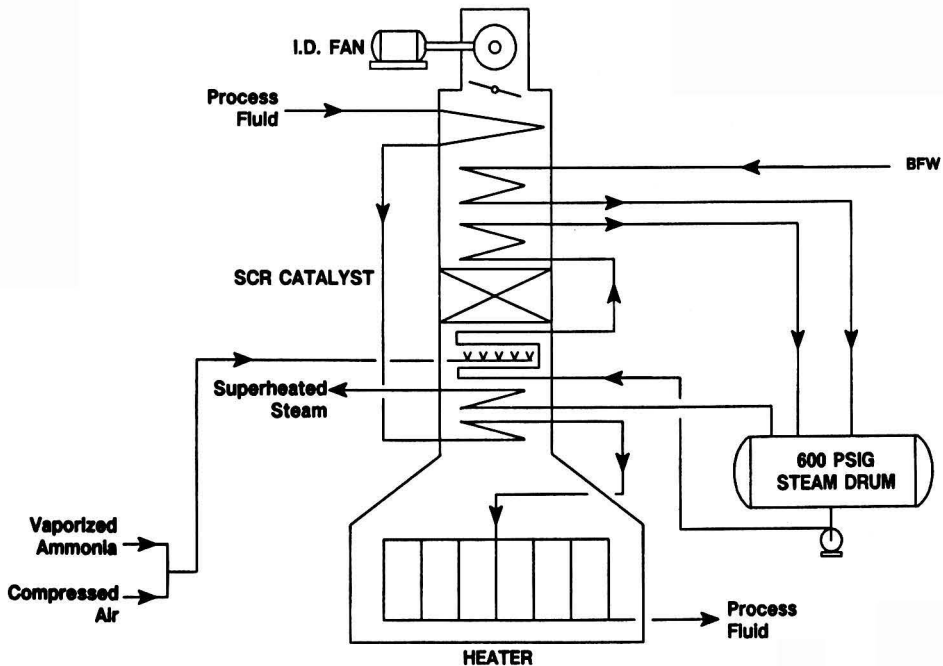 I.D. FAN
Process
Fluid
BFW
SCR CATALYST
Superheated
Steam
600 PSIG
STEAM DRUM
Vaporized
Ammonia
Compressed
Air
Process
Fluid
HEATER